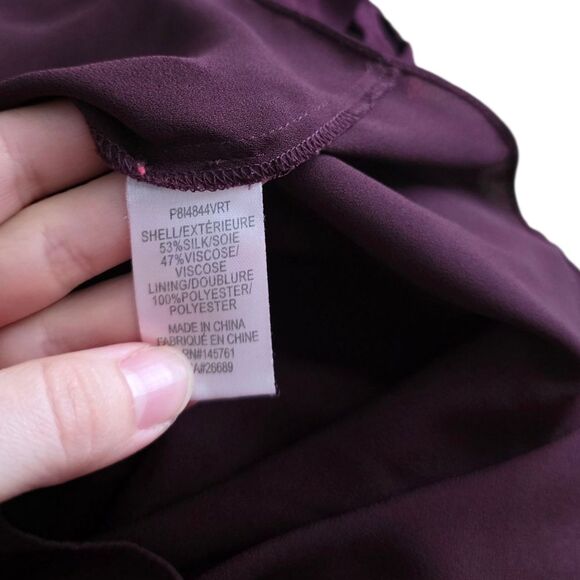 P8I4844VRT
SHELL/EXTÉRIEURE
53%SILK/SOIE
47%VISCOSE/
VISCOSE
LINING/DOUBLURE
100%POLYESTER/
POLYESTER
MADE IN CHINA
FABRIQUÉ EN CHINE
RN#145761
CA#26689